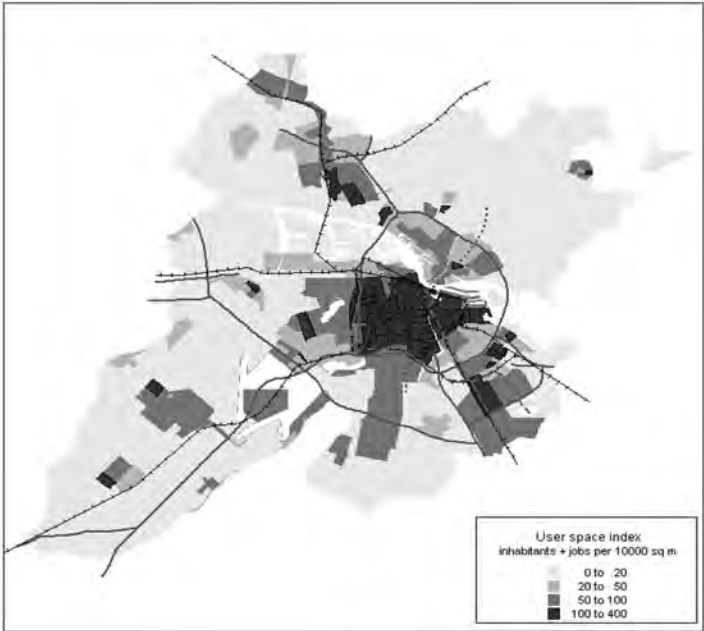 User space index
inhabitants + jobs per 10000 sq m
0 to 20
20 to 50
50 to 100
100 to 400